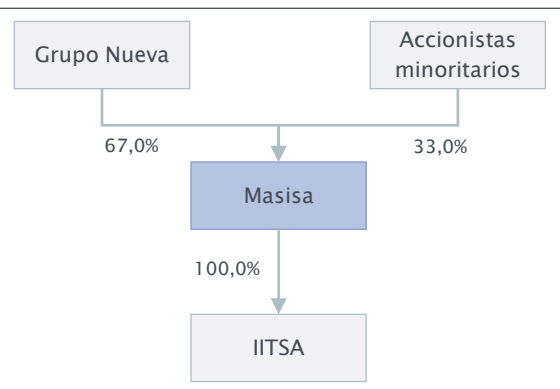 Grupo Nueva
Accionistas
minoritarios
67,0%
33,0%
Masisa
100,0%
IITSA